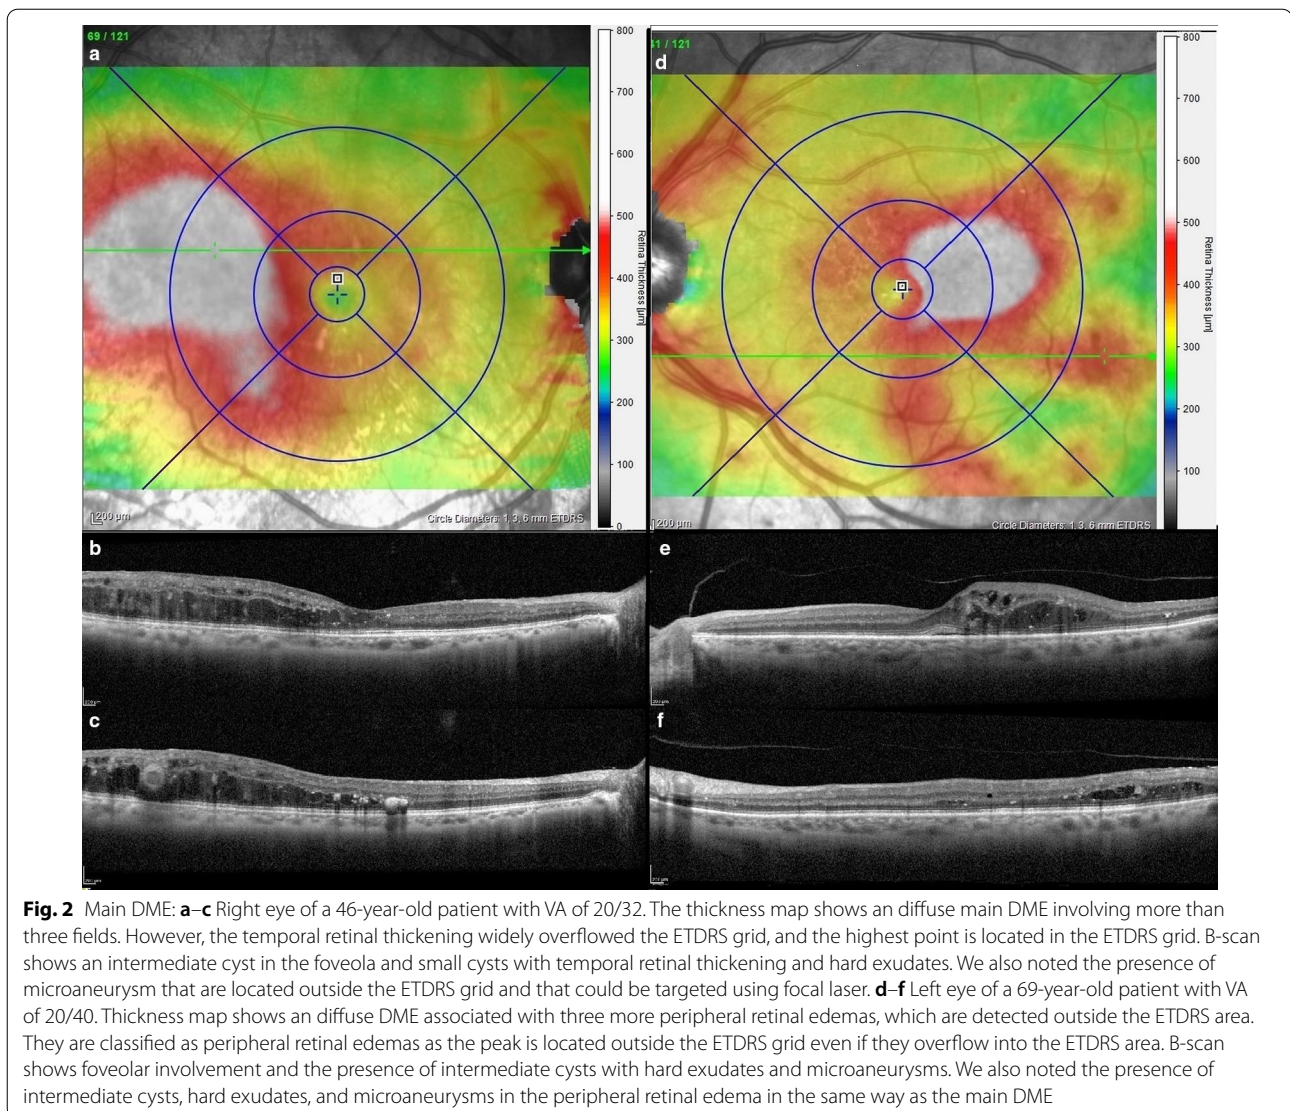 69 / 121
a
800
700
600
500
400
300
200
100
0
Retina Thickness [µm]
200 µm
Circle Diameters: 1, 3, 6 mm ETDRS
/ 121
d
800
700
600
500
400
300
200
100
Retina Thickness [µm]
200 µm
Circle Diameters: 1, 3, 6 mm ETDRS
b
e
c
f
Fig. 2 Main DME: a–c Right eye of a 46-year-old patient with VA of 20/32. The thickness map shows an diffuse main DME involving more than
three fields. However, the temporal retinal thickening widely overflowed the ETDRS grid, and the highest point is located in the ETDRS grid. B-scan
shows an intermediate cyst in the foveola and small cysts with temporal retinal thickening and hard exudates. We also noted the presence of
microaneurysm that are located outside the ETDRS grid and that could be targeted using focal laser. d–f Left eye of a 69-year-old patient with VA
of 20/40. Thickness map shows an diffuse DME associated with three more peripheral retinal edemas, which are detected outside the ETDRS area.
They are classified as peripheral retinal edemas as the peak is located outside the ETDRS grid even if they overflow into the ETDRS area. B-scan
shows foveolar involvement and the presence of intermediate cysts with hard exudates and microaneurysms. We also noted the presence of
intermediate cysts, hard exudates, and microaneurysms in the peripheral retinal edema in the same way as the main DME